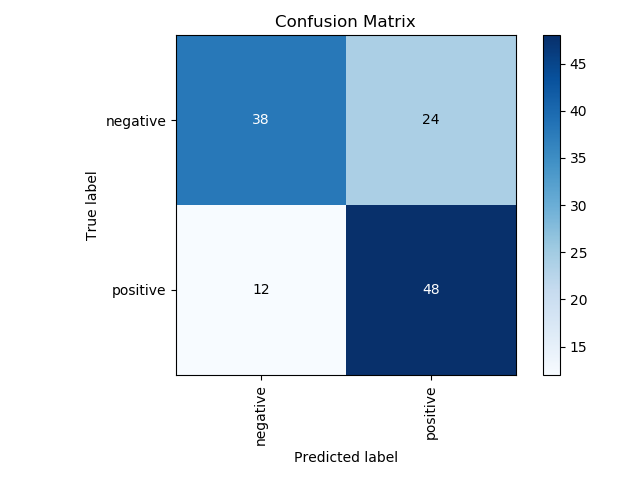 Confusion Matrix
True label
negative
38
24
positive
12
48
negative
positive
Predicted label
45
40
35
30
25
20
15